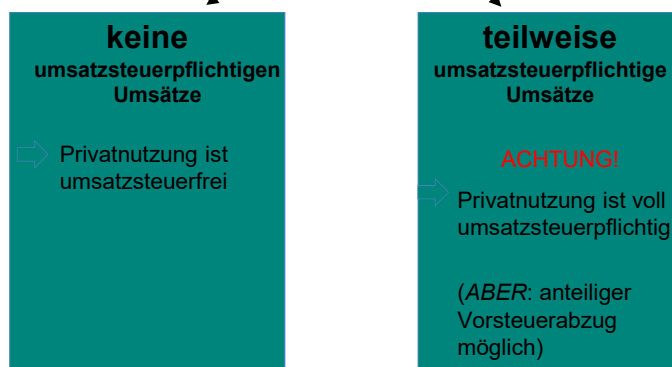 keine
umsatzsteuerpflichtigen
Umsätze
Privatnutzung ist
umsatzsteuerfrei
teilweise
umsatzsteuerpflichtige
Umsätze
ACHTUNG!
Privatnutzung ist voll
umsatzsteuerpflichtig
(ABER: anteiliger
Vorsteuerabzug
möglich)